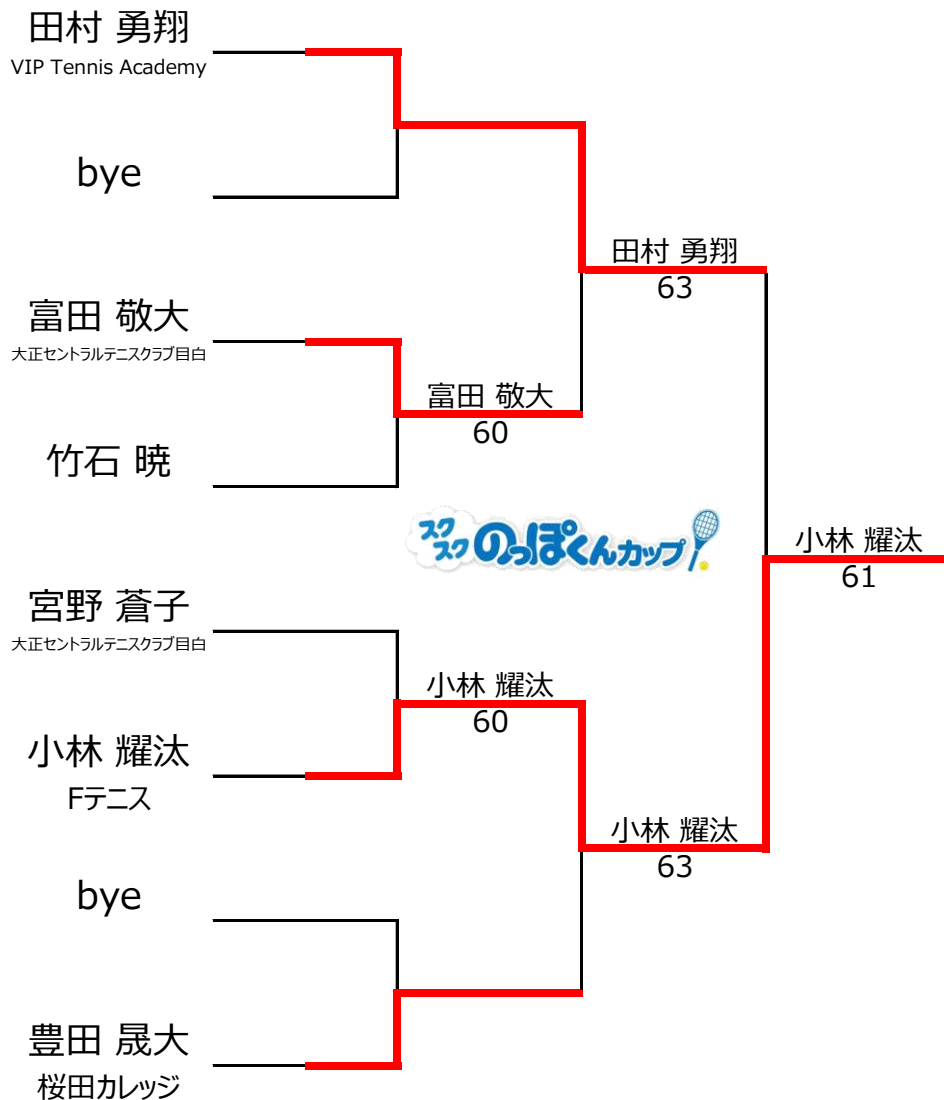 田村 勇翔
VIP Tennis Academy
bye
田村 勇翔
63
富田 敬大
大正セントラルテニスクラブ目白
富田 敬大
60
竹石 暁
スクスク のっぽくんカップ
小林 耀汰
61
宮野 蒼子
大正セントラルテニスクラブ目白
小林 耀汰
60
小林 耀汰
Fテニス
小林 耀汰
63
bye
豊田 晟大
桜田カレッジ